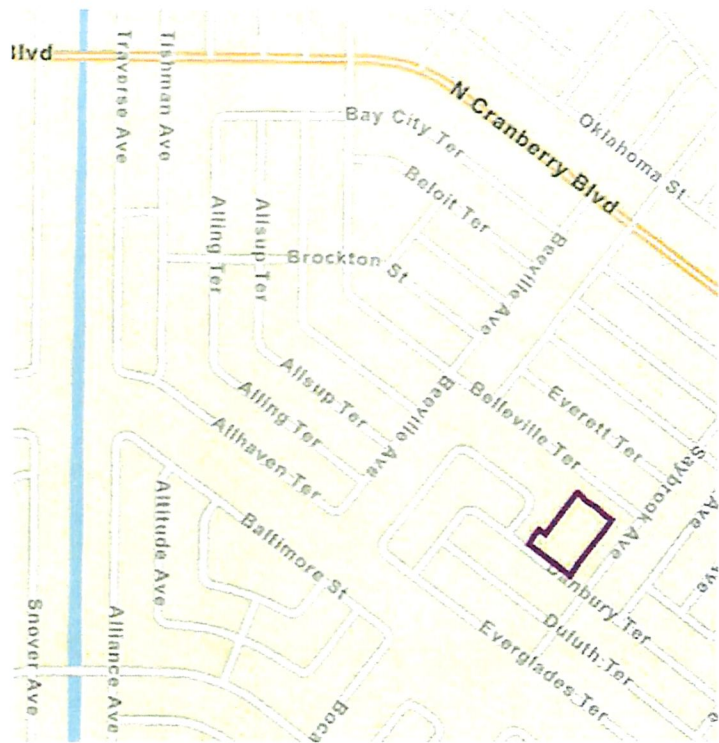 Blvd
Traverse Ave
Tishman Ave
N Cranberry Blvd
Oklahoma St
Bay City Ter
Beloit Ter
Alling Ter
Allsup Ter
Brockton St
Beeville Ave
Allsup Ter
Alling Ter
Allhaven Ter
Beeville Ave
Belleville Ter
Everett Ter
Saybrook Ave
Ave
Ave
Altitude Ave
Baltimore St
Danbury Ter
Duluth Ter
Everglades Ter
Snover Ave
Alliance Ave
Boca